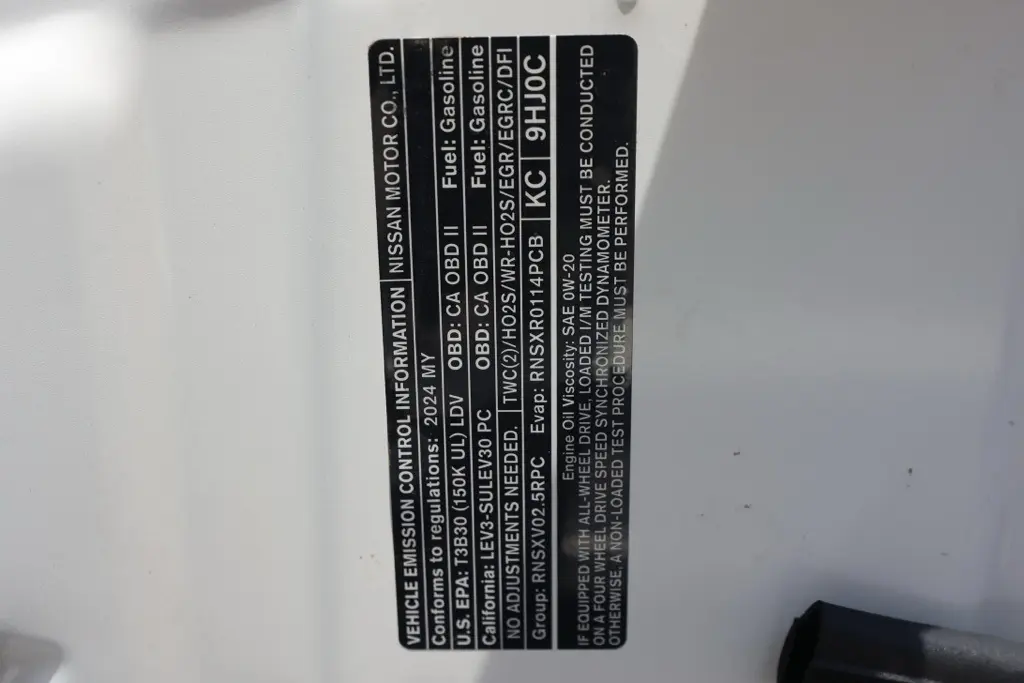 VEHICLE EMISSION CONTROL INFORMATION NISSAN MOTOR CO., LTD.
Conforms to regulations: 2024 MY
U.S. EPA: T3B30 (150K UL) LDV OBD: CA OBD II Fuel: Gasoline
California: LEV3-SULEV30 PC OBD: CA OBD II Fuel: Gasoline
NO ADJUSTMENTS NEEDED. TWC(2)/HO2S/WR-HO2S/EGR/EGRC/DFI
Group: RNSXV02.5RPC Evap: RNSXR0114PCB KC 9HJ0C
Engine Oil Viscosity: SAE 0W-20
IF EQUIPPED WITH ALL-WHEEL DRIVE, LOADED I/M TESTING MUST BE CONDUCTED
ON A FOUR WHEEL DRIVE SPEED SYNCHRONIZED DYNAMOMETER.
OTHERWISE, A NON-LOADED TEST PROCEDURE MUST BE PERFORMED.